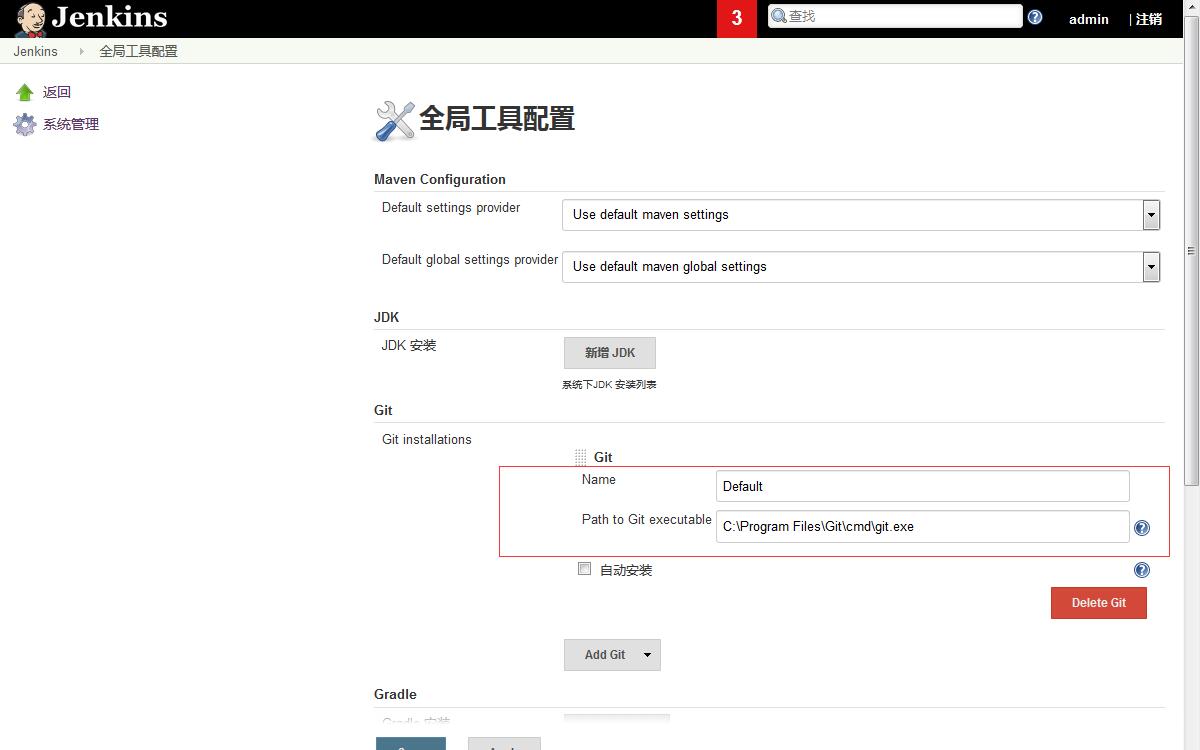 Jenkins
3
查找
admin
| 注销
Jenkins 全局工具配置
返回
系统管理
全局工具配置
Maven Configuration
Default settings provider
Use default maven settings
Default global settings provider
Use default maven global settings
JDK
JDK 安装
新增 JDK
系统下JDK 安装列表
Git
Git installations
Git
Name
Default
Path to Git executable
C:\Program Files\Git\cmd\git.exe
自动安装
Delete Git
Add Git
Gradle
Gradle 安装